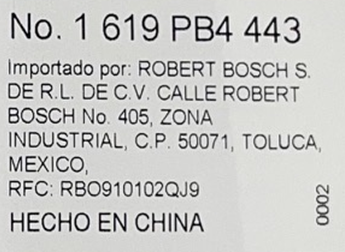 No. 1 619 PB4 443
Importado por: ROBERT BOSCH S.
DE R.L. DE C.V. CALLE ROBERT
BOSCH No. 405, ZONA
INDUSTRIAL, C.P. 50071, TOLUCA,
MEXICO,
RFC: RBO910102QJ9
HECHO EN CHINA
0002